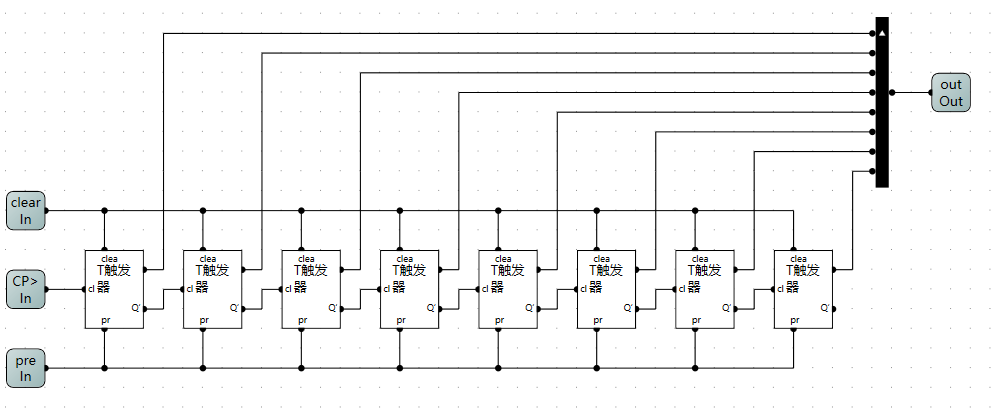 out
Out
clear
In
clea
T触发
器
cl
Q'
pr
clea
T触发
器
cl
Q'
pr
clea
T触发
器
cl
Q'
pr
clea
T触发
器
cl
Q'
pr
clea
T触发
器
cl
Q'
pr
clea
T触发
器
cl
Q'
pr
clea
T触发
器
cl
Q'
pr
clea
T触发
器
cl
Q'
pr
CP>
In
pre
In